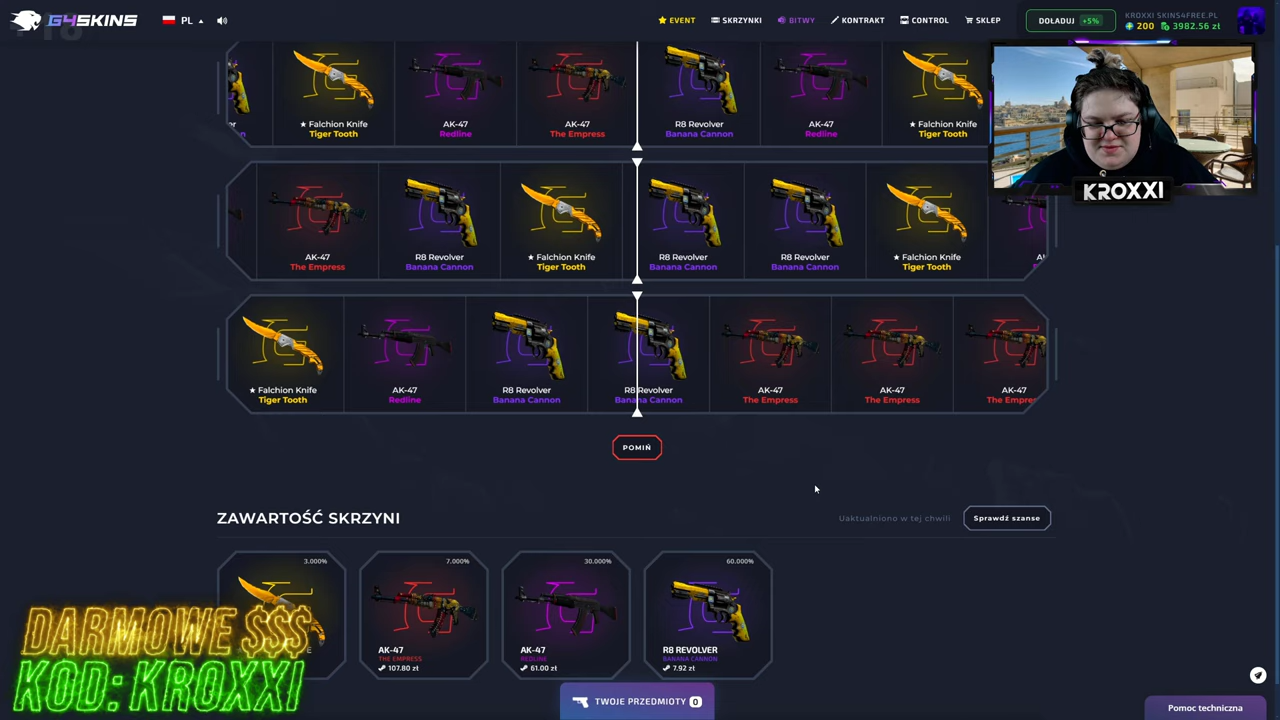 G4SKINS
PL
EVENT
SKRZYNKI
BITWY
KONTRAKT
CONTROL
SKLEP
DOŁADUJ +5%
KROXXI SKINS4FREE.PL
200 3982.56 zł
★ Falchion Knife
Tiger Tooth
AK-47
Redline
AK-47
The Empress
R8 Revolver
Banana Cannon
AK-47
Redline
★ Falchion Knife
Tiger Tooth
KROXXI
AK-47
The Empress
R8 Revolver
Banana Cannon
★ Falchion Knife
Tiger Tooth
R8 Revolver
Banana Cannon
R8 Revolver
Banana Cannon
★ Falchion Knife
Tiger Tooth
★ Falchion Knife
Tiger Tooth
AK-47
Redline
R8 Revolver
Banana Cannon
R8 Revolver
Banana Cannon
AK-47
The Empress
AK-47
The Empress
AK-47
The Empres
POMIŃ
ZAWARTOŚĆ SKRZYNI
Uaktualniono w tej chwili
Sprawdź szanse
3.000%
7.000%
AK-47
THE EMPRESS
107.80 zł
30.000%
AK-47
REDLINE
61.00 zł
60.000%
R8 REVOLVER
BANANA CANNON
7.92 zł
DARMOWE $$$
KOD: KROXXI
TWOJE PRZEDMIOTY 0
Pomoc techniczna